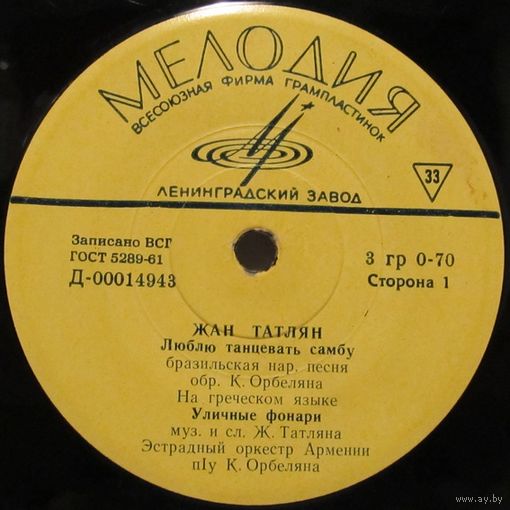 МЕЛОДИЯ
ВСЕСОЮЗНАЯ ФИРМА ГРАМПЛАСТИНОК
ЛЕНИНГРАДСКИЙ ЗАВОД
33
Записано ВСГ
ГОСТ 5289-61
Д-00014943
3 гр 0-70
Сторона 1
ЖАН ТАТЛЯН
Люблю танцевать самбу
бразильская нар. песня
обр. К. Орбеляна
На греческом языке
Уличные фонари
муз. и сл. Ж. Татляна
Эстрадный оркестр Армении
пIу К. Орбеляна
www.ay.by